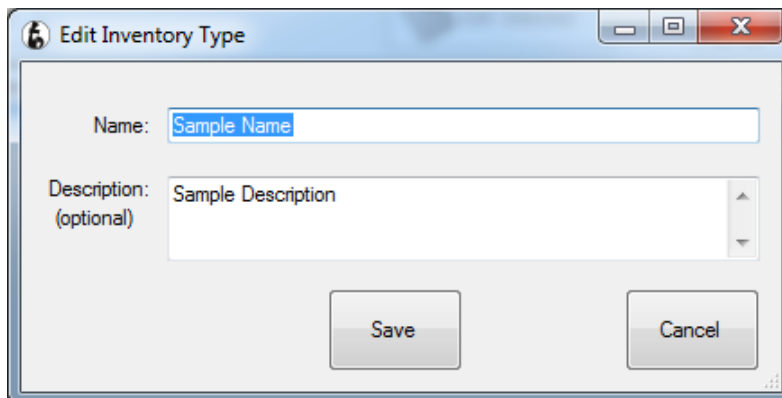 Edit Inventory Type
Name:
Sample Name
Description:
(optional)
Sample Description
Save
Cancel